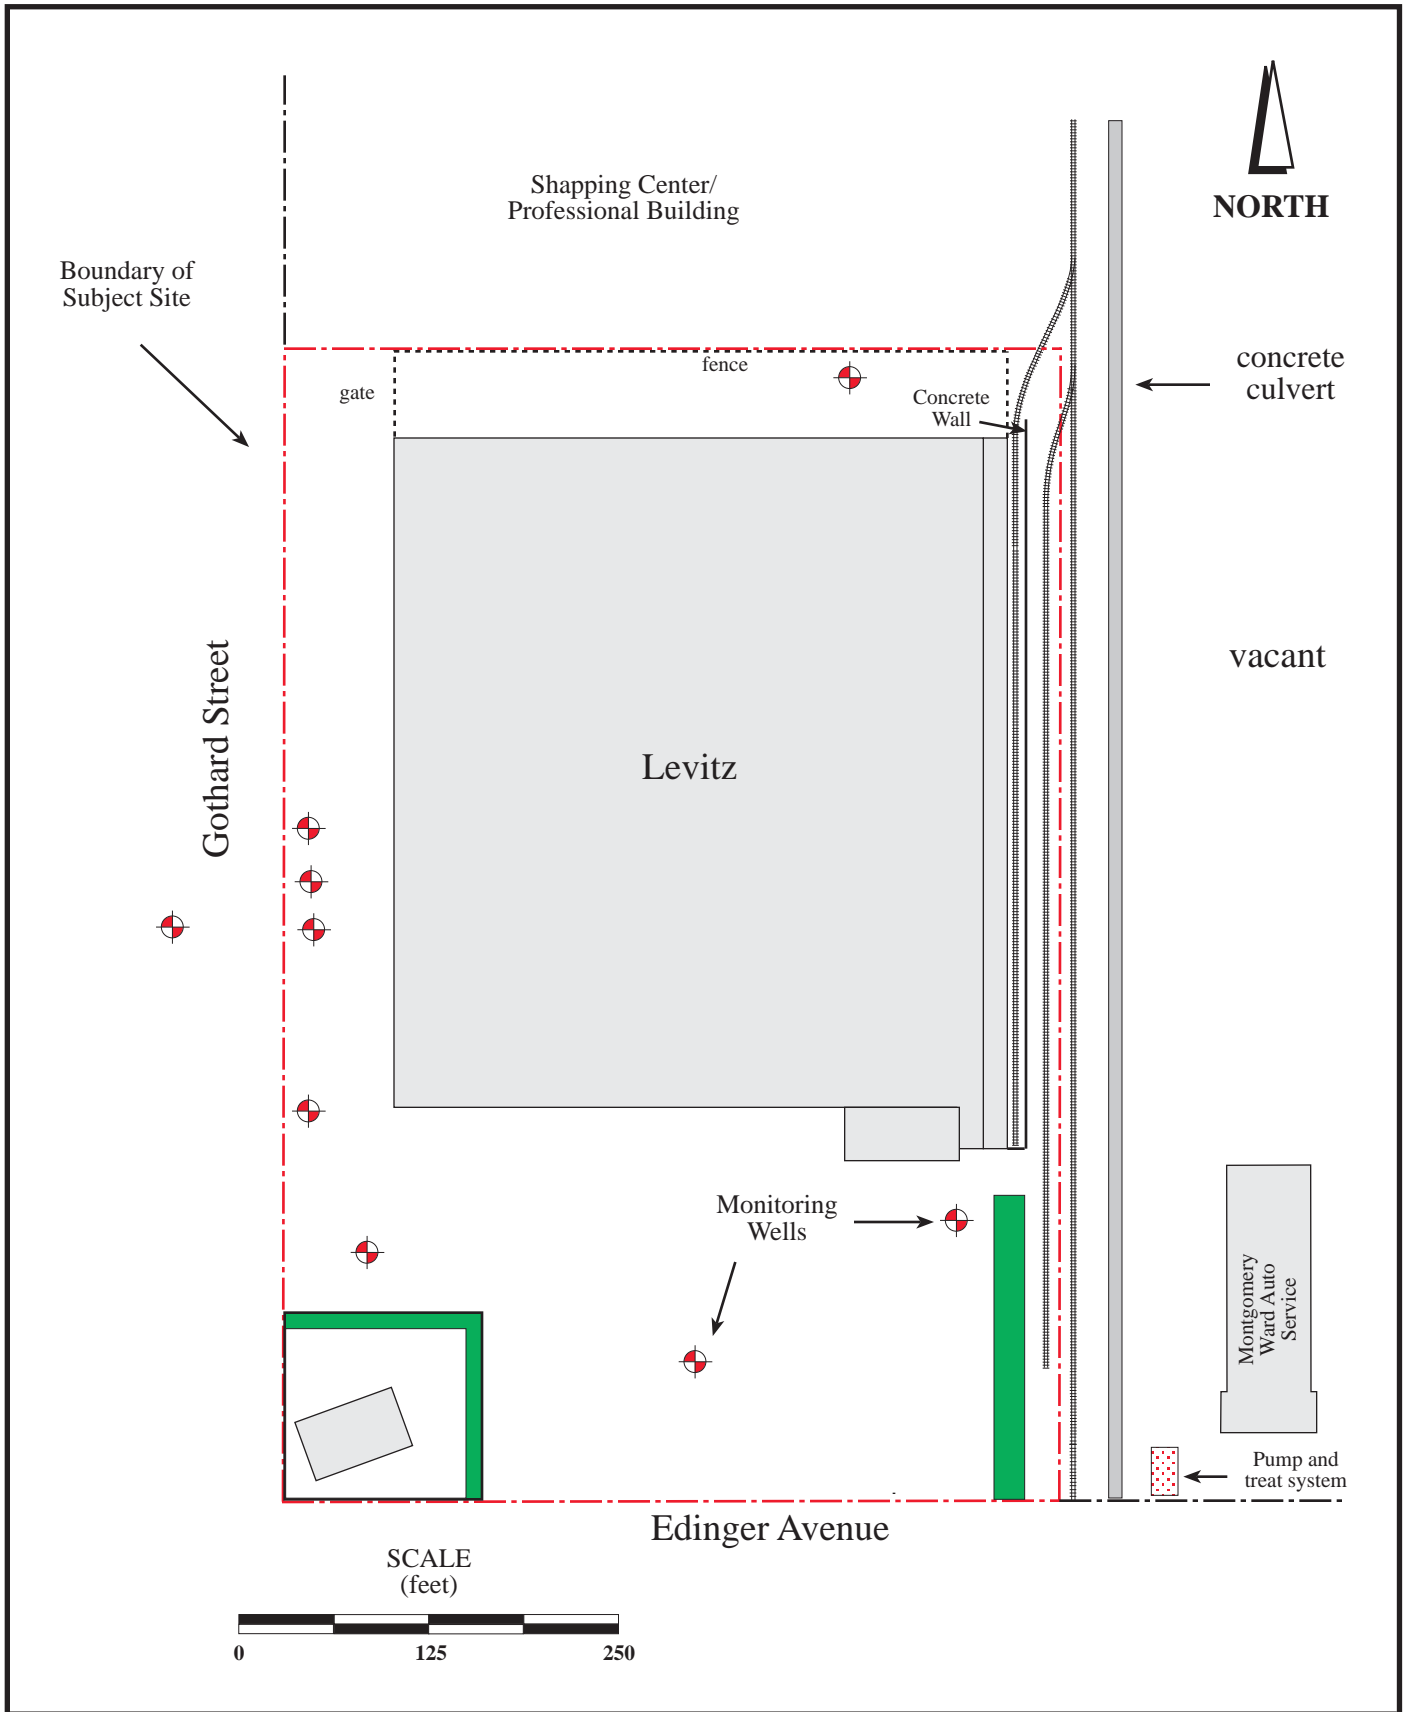 Shapping Center/
Professional Building
NORTH
Boundary of
Subject Site
fence
gate
Concrete
Wall
concrete
culvert
vacant
Gothard Street
Levitz
Monitoring
Wells
Montgomery
Ward Auto
Service
Pump and
treat system
Edinger Avenue
SCALE
(feet)
0 125 250